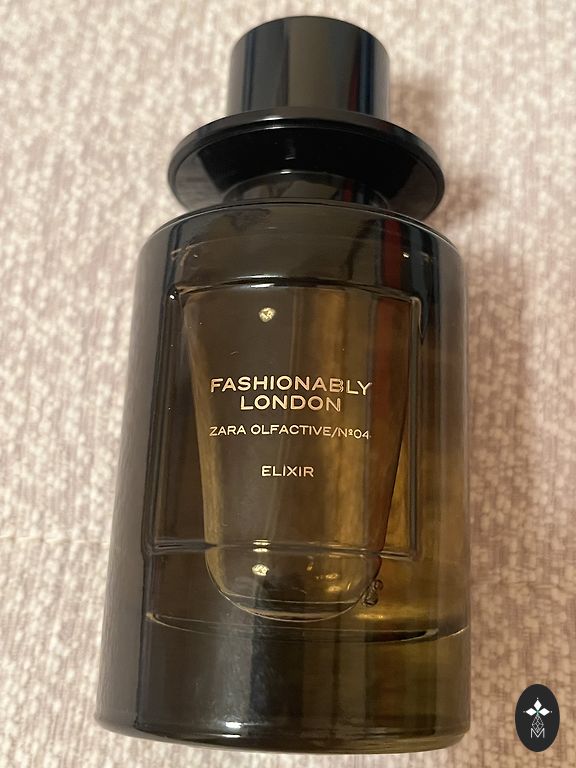 FASHIONABLY
LONDON
ZARA OLFACTIVE/Nº04
ELIXIR
M